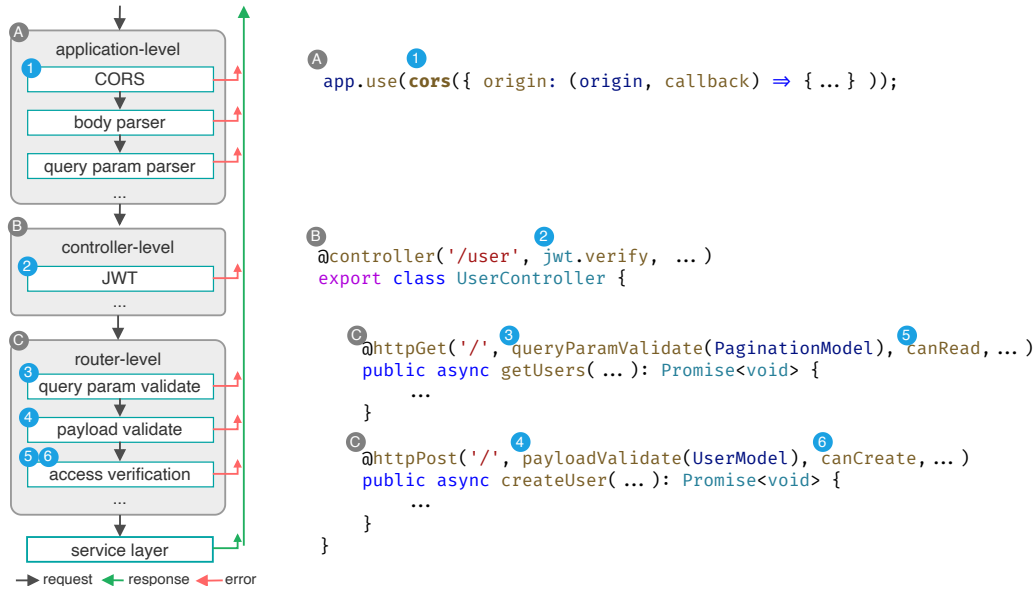 A
application-level
1
CORS
body parser
query param parser
...
B
controller-level
2
JWT
...
C
router-level
3
query param validate
4
payload validate
5 6
access verification
...
service layer
request response error
A 1
app.use(cors({ origin: (origin, callback) ⇒ { ... } ));
B 2
@controller('/user', jwt.verify, ...)
export class UserController {
C 3 5
@httpGet('/', queryParamValidate(PaginationModel), canRead, ...)
public async getUsers( ... ): Promise<void> {
...
}
C 4 6
@httpPost('/', payloadValidate(UserModel), canCreate, ...)
public async createUser( ... ): Promise<void> {
...
}
}